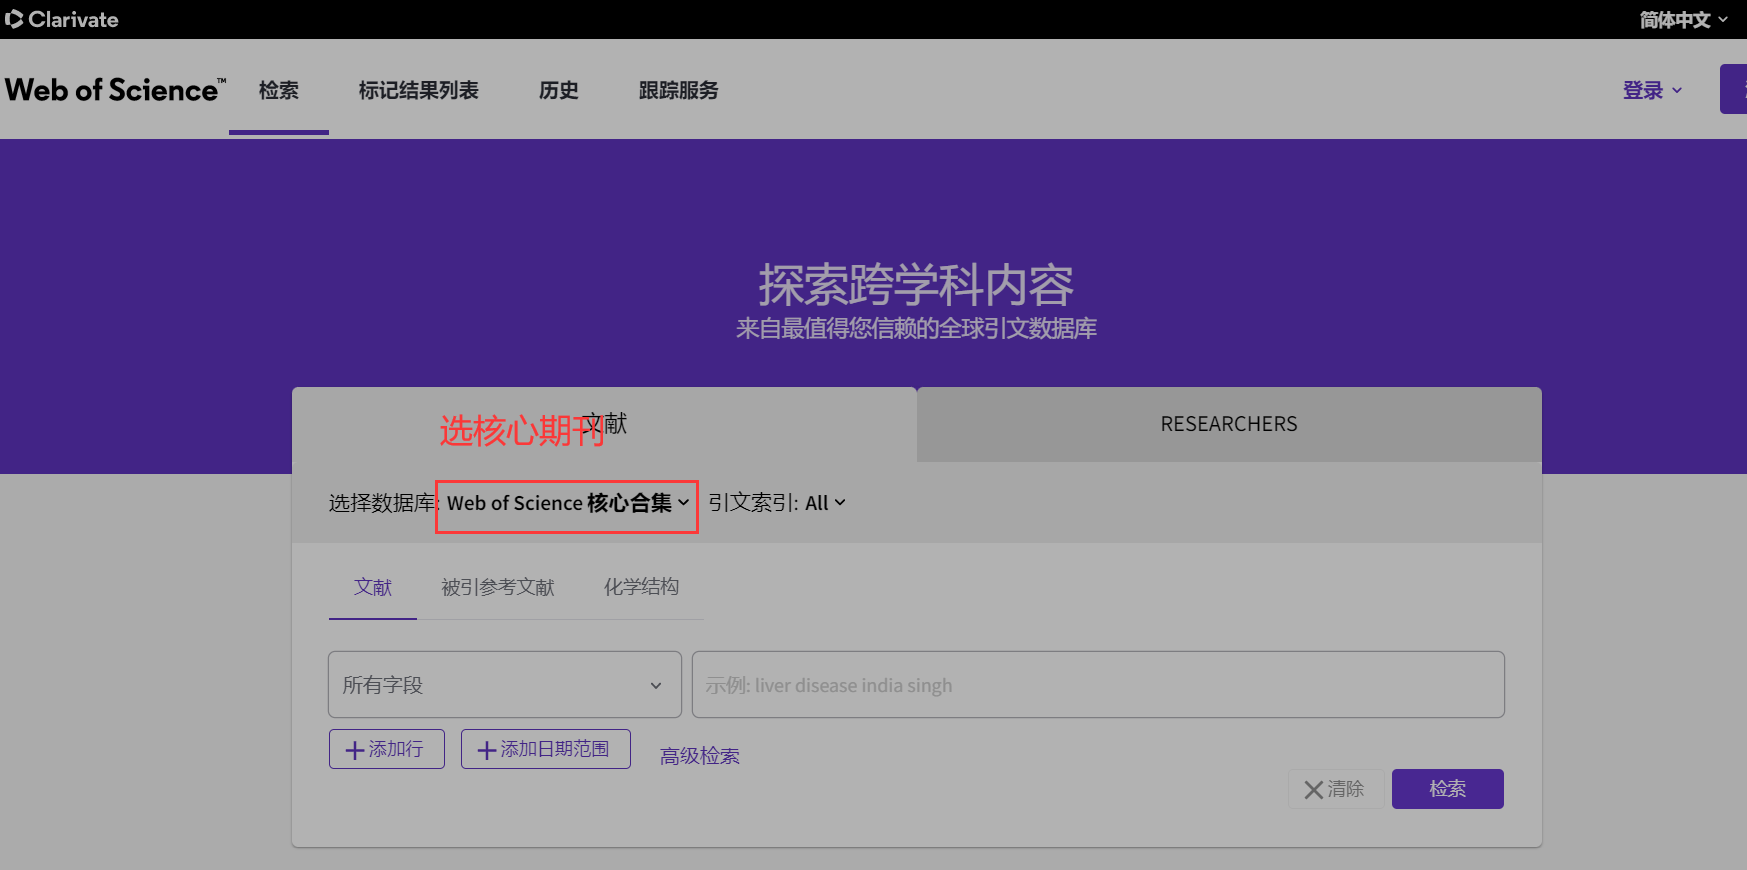 Clarivate
简体中文
Web of Science™ 检索 标记结果列表 历史 跟踪服务 登录
探索跨学科内容
来自最值得您信赖的全球引文数据库
选核心期刊
文献
RESEARCHERS
选择数据库: Web of Science 核心合集 引文索引: All
文献 被引参考文献 化学结构
所有字段 示例: liver disease india singh
+添加行 +添加日期范围 高级检索
×清除 检索